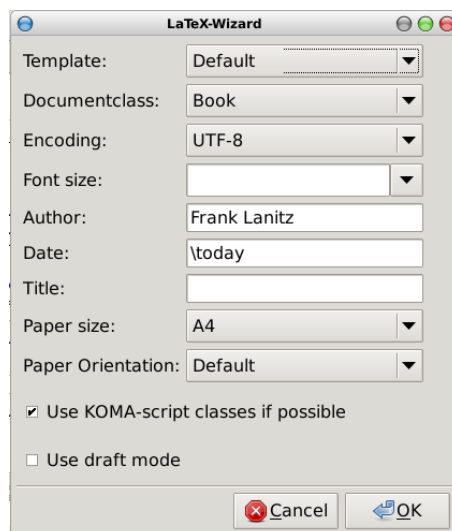 LaTeX-Wizard
Template: Default
Documentclass: Book
Encoding: UTF-8
Font size:
Author: Frank Lanitz
Date: \today
Title:
Paper size: A4
Paper Orientation: Default
Use KOMA-script classes if possible
Use draft mode
Cancel OK